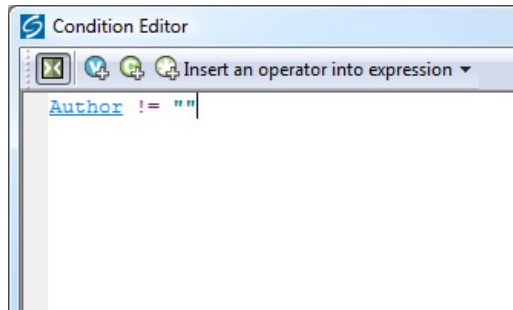 Condition Editor
Insert an operator into expression
Author != ""